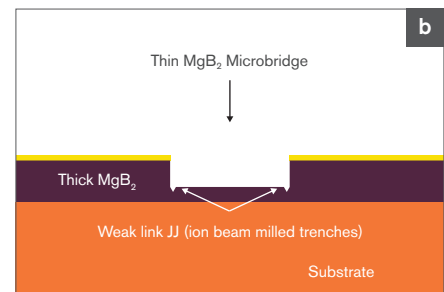 b
Thin MgB₂ Microbridge
Thick MgB₂
Weak link JJ (ion beam milled trenches)
Substrate